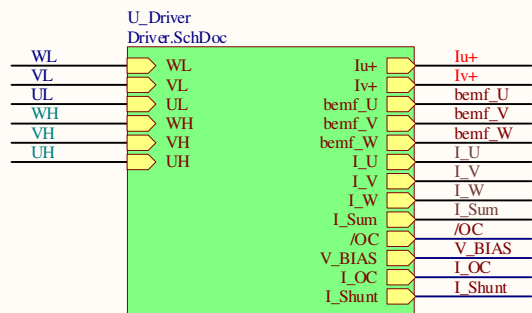 U_Driver
Driver.SchDoc
WL WL Iu+ Iu+
VL VL Iv+ Iv+
UL UL bemf_U bemf_U
WH WH bemf_V bemf_V
VH VH bemf_W bemf_W
UH UH I_U I_U
I_V I_V
I_W I_W
I_Sum I_Sum
/OC /OC
V_BIAS V_BIAS
I_OC I_OC
I_Shunt I_Shunt